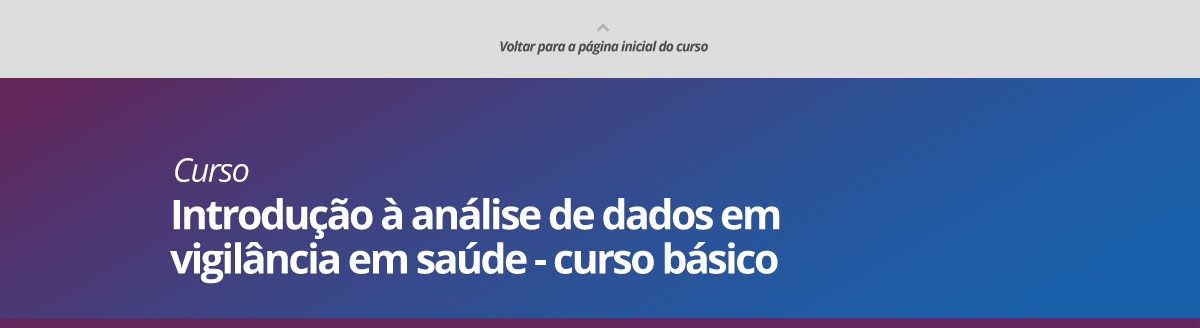 Voltar para a página inicial do curso
Curso
Introdução à análise de dados em
vigilância em saúde - curso básico